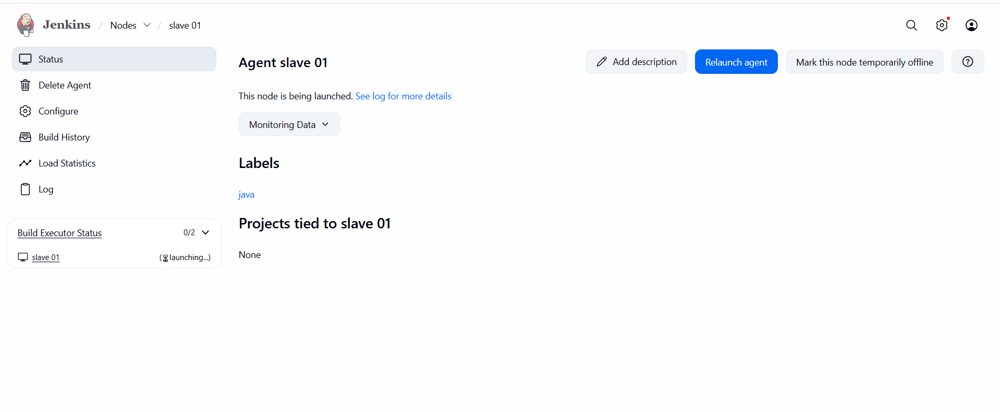 Jenkins / Nodes / slave 01
Status
Delete Agent
Configure
Build History
Load Statistics
Log
Build Executor Status 0/2
slave 01 (launching...)
Agent slave 01
Add description
Relaunch agent
Mark this node temporarily offline
This node is being launched. See log for more details
Monitoring Data
Labels
java
Projects tied to slave 01
None